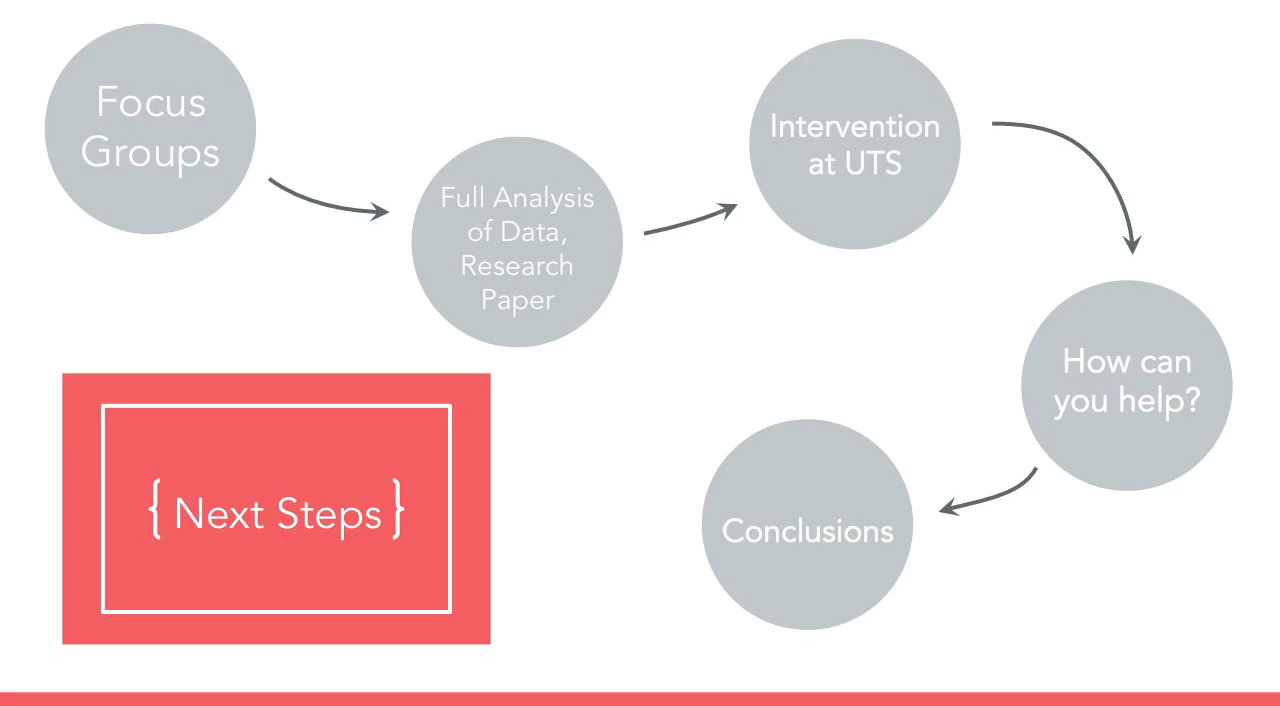 Focus
Groups
Full Analysis
of Data,
Research
Paper
Intervention
at UTS
How can
you help?
Conclusions
{ Next Steps }